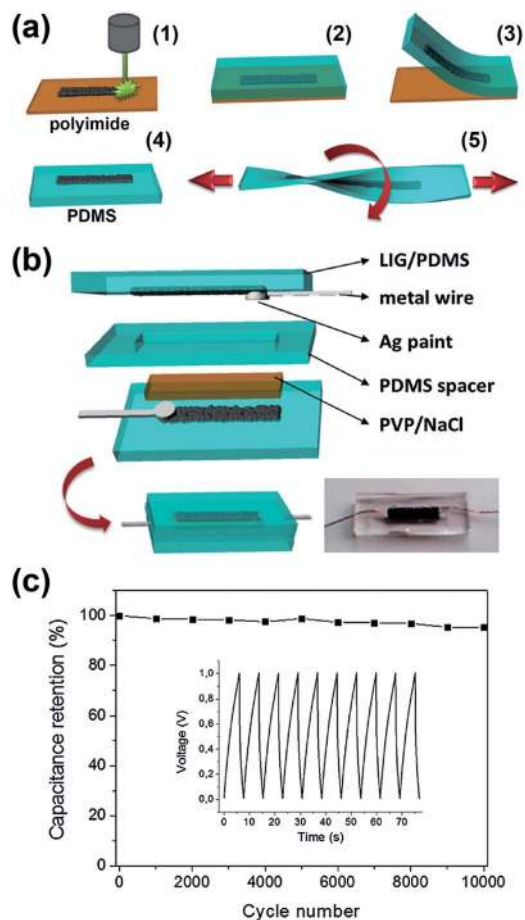 (a)
(1)
(2)
(3)
polyimide
(4)
(5)
PDMS
(b)
LIG/PDMS
metal wire
Ag paint
PDMS spacer
PVP/NaCl
(c)
Capacitance retention (%)
100
80
60
40
20
0
0 2000 4000 6000 8000 10000
Cycle number
Voltage (V)
1,0
0,8
0,6
0,4
0,2
0,0
0 10 20 30 40 50 60 70
Time (s)